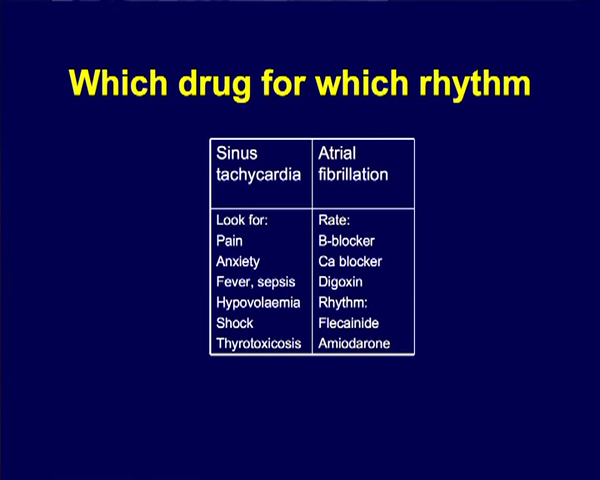 Which drug for which rhythm
Sinus
tachycardia
Atrial
fibrillation
Look for:
Pain
Anxiety
Fever, sepsis
Hypovolaemia
Shock
Thyrotoxicosis
Rate:
B-blocker
Ca blocker
Digoxin
Rhythm:
Flecainide
Amiodarone